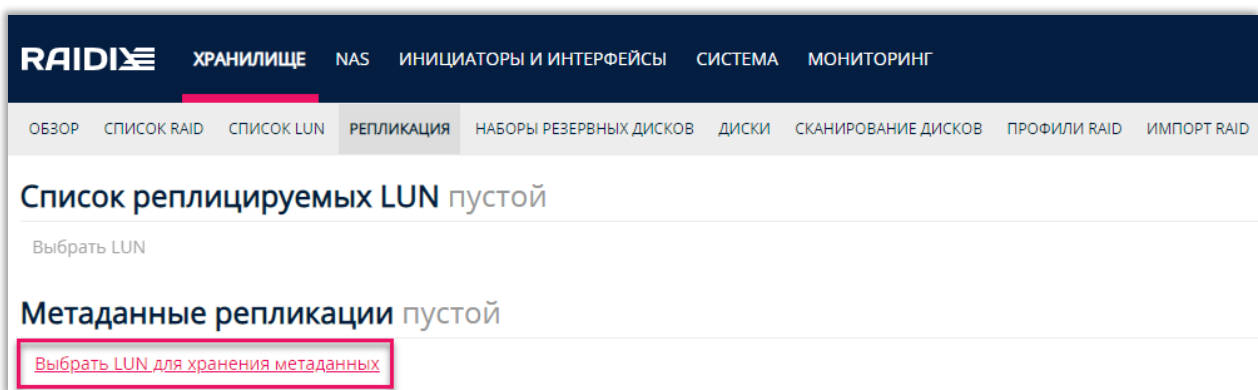 RAIDIX ХРАНИЛИЩЕ NAS ИНИЦИАТОРЫ И ИНТЕРФЕЙСЫ СИСТЕМА МОНИТОРИНГ
ОБЗОР СПИСОК RAID СПИСОК LUN РЕПЛИКАЦИЯ НАБОРЫ РЕЗЕРВНЫХ ДИСКОВ ДИСКИ СКАНИРОВАНИЕ ДИСКОВ ПРОФИЛИ RAID ИМПОРТ RAID
Список реплицируемых LUN пустой
Выбрать LUN
Метаданные репликации пустой
Выбрать LUN для хранения метаданных